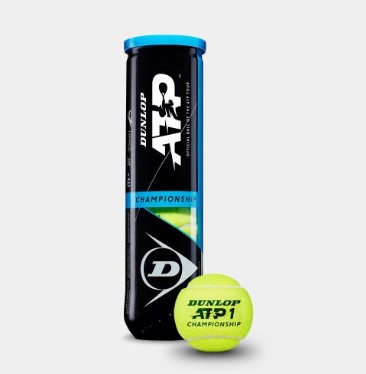 DUNLOP
ATP
OFFICIAL BALL OF THE ATP TOUR
CHAMPIONSHIP
D
DUNLOP
ATP 1
CHAMPIONSHIP